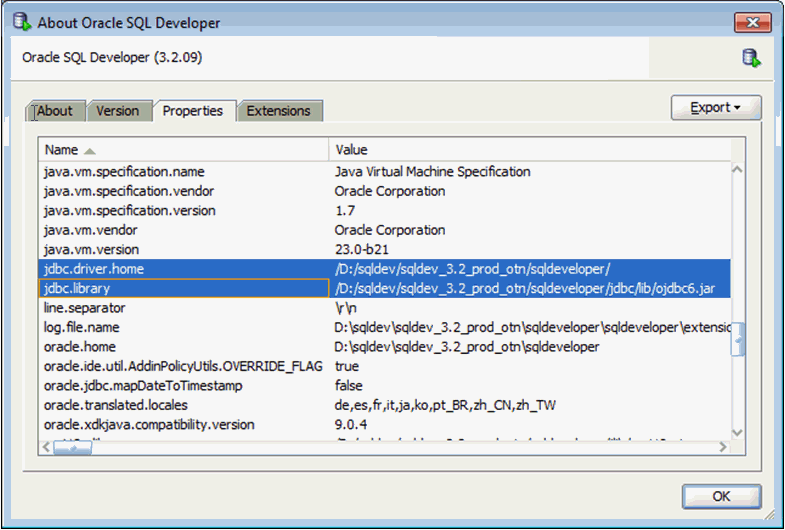 About Oracle SQL Developer
Oracle SQL Developer (3.2.09)
About Version Properties Extensions Export
Name Value
java.vm.specification.name Java Virtual Machine Specification
java.vm.specification.vendor Oracle Corporation
java.vm.specification.version 1.7
java.vm.vendor Oracle Corporation
java.vm.version 23.0-b21
jdbc.driver.home /D:/sqldev/sqldev_3.2_prod_otn/sqldeveloper/
jdbc.library /D:/sqldev/sqldev_3.2_prod_otn/sqldeveloper/jdbc/lib/ojdbc6.jar
line.separator \r\n
log.file.name D:\sqldev\sqldev_3.2_prod_otn\sqldeveloper\sqldeveloper\extensio
oracle.home D:\sqldev\sqldev_3.2_prod_otn\sqldeveloper
oracle.ide.util.AddinPolicyUtils.OVERRIDE_FLAG true
oracle.jdbc.mapDateToTimestamp false
oracle.translated.locales de,es,fr,it,ja,ko,pt_BR,zh_CN,zh_TW
oracle.xdkjava.compatibility.version 9.0.4
OK